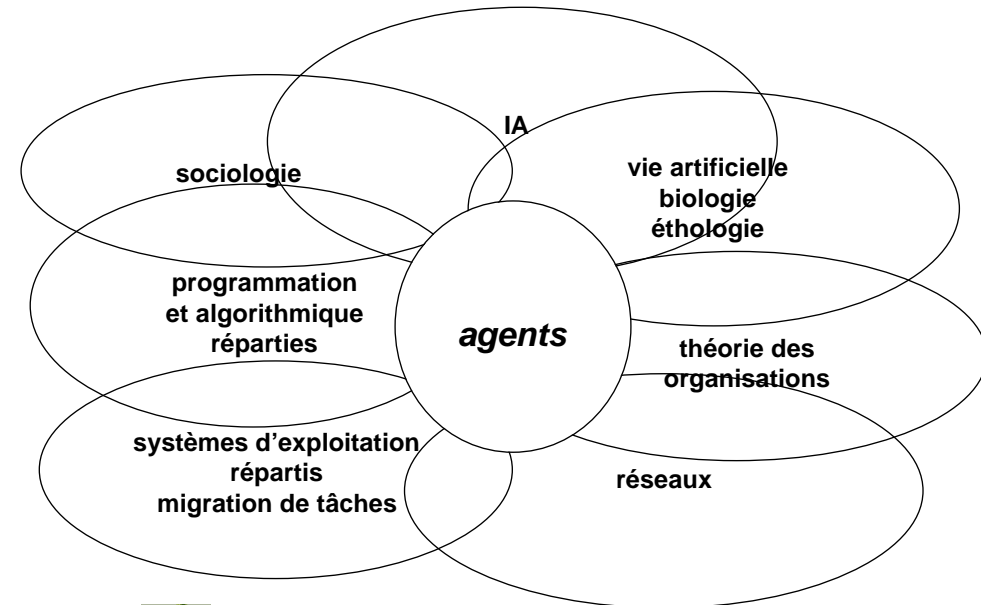 IA
sociologie
vie artificielle
biologie
éthologie
programmation
et algorithmique
réparties
agents
théorie des
organisations
systèmes d'exploitation
répartis
migration de tâches
réseaux